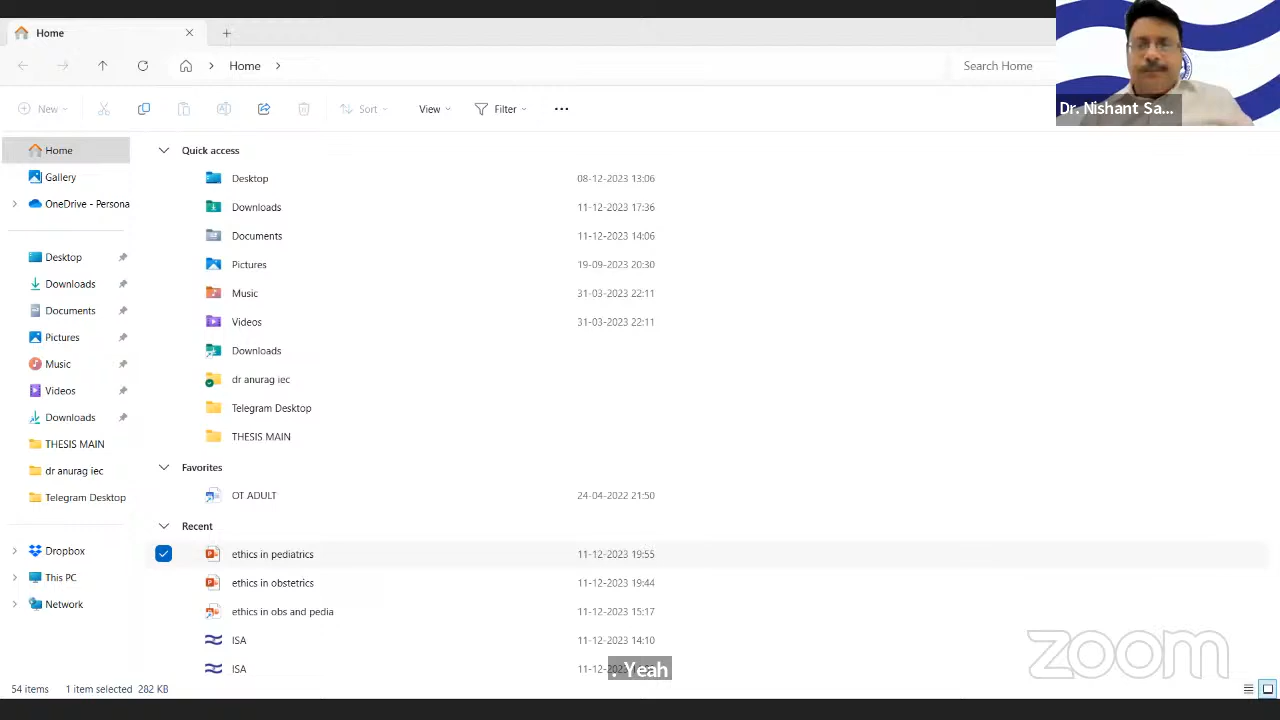 Home
Home
Search Home
Dr. Nishant Sa...
New
Sort
View
Filter
Home
Gallery
OneDrive - Persona
Desktop
Downloads
Documents
Pictures
Music
Videos
Downloads
THESIS MAIN
dr anurag iec
Telegram Desktop
Dropbox
This PC
Network
Quick access
Desktop 08-12-2023 13:06
Downloads 11-12-2023 17:36
Documents 11-12-2023 14:06
Pictures 19-09-2023 20:30
Music 31-03-2023 22:11
Videos 31-03-2023 22:11
Downloads
dr anurag iec
Telegram Desktop
THESIS MAIN
Favorites
OT ADULT 24-04-2022 21:50
Recent
ethics in pediatrics 11-12-2023 19:55
ethics in obstetrics 11-12-2023 19:44
ethics in obs and pedia 11-12-2023 15:17
ISA 11-12-2023 14:10
ISA 11-12-
. Yeah
zoom
54 items 1 item selected 282 KB